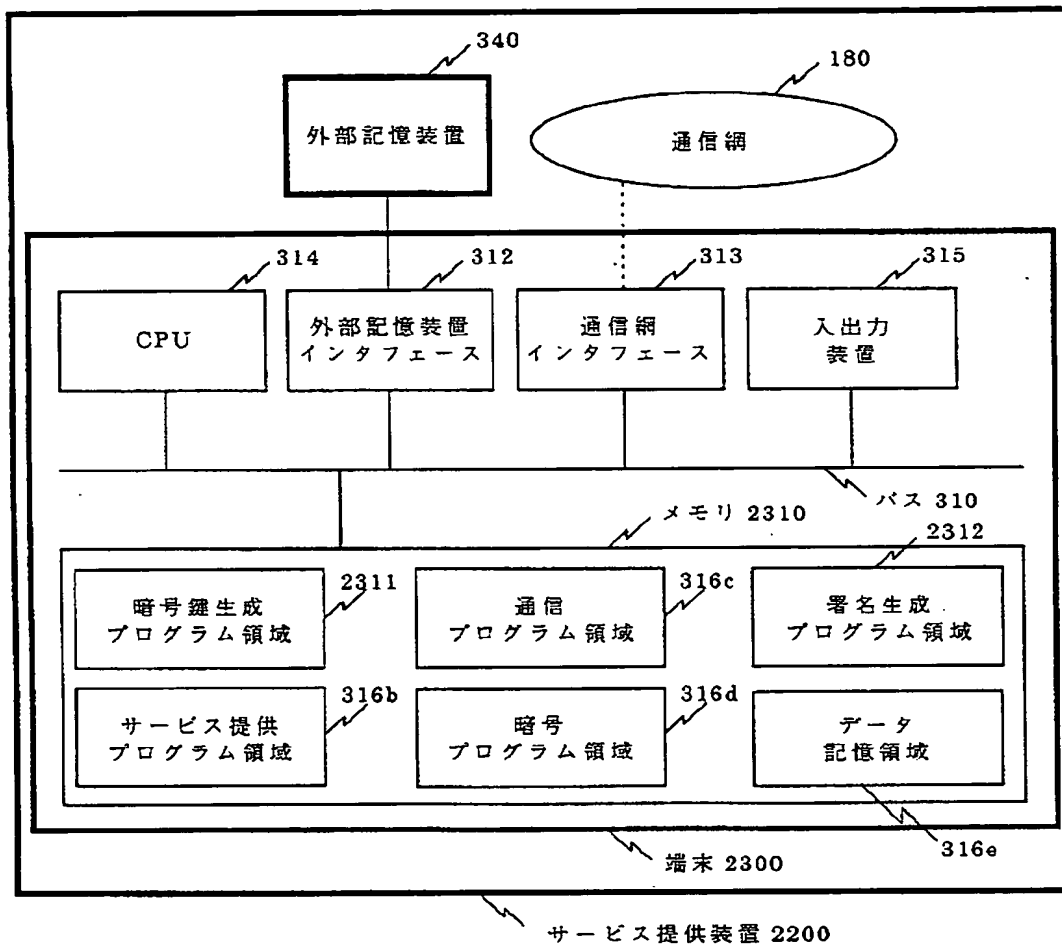 340
180
外部記憶装置
通信網
314
312
313
315
CPU
外部記憶装置
インタフェース
通信網
インタフェース
入出力
装置
バス 310
メモリ 2310
2312
2311
316c
暗号鍵生成
プログラム領域
通信
プログラム領域
署名生成
プログラム領域
316b
316d
サービス提供
プログラム領域
暗号
プログラム領域
データ
記憶領域
316e
端末 2300
サービス提供装置 2200